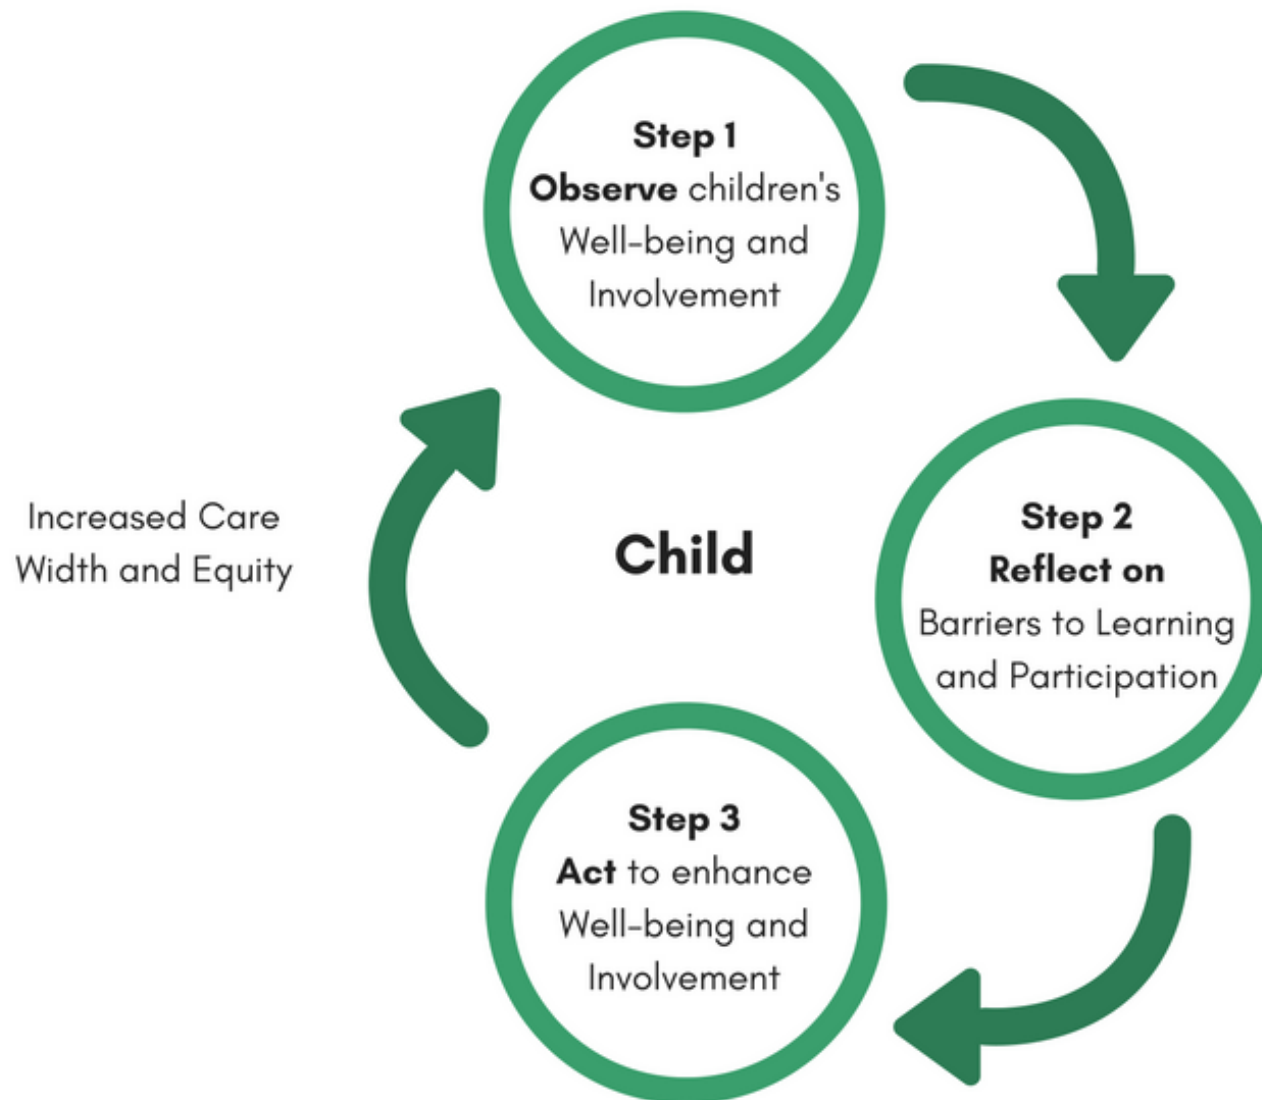 Step 1
Observe children's
Well-being and
Involvement
Step 2
Reflect on
Barriers to Learning
and Participation
Step 3
Act to enhance
Well-being and
Involvement
Increased Care
Width and Equity
Child